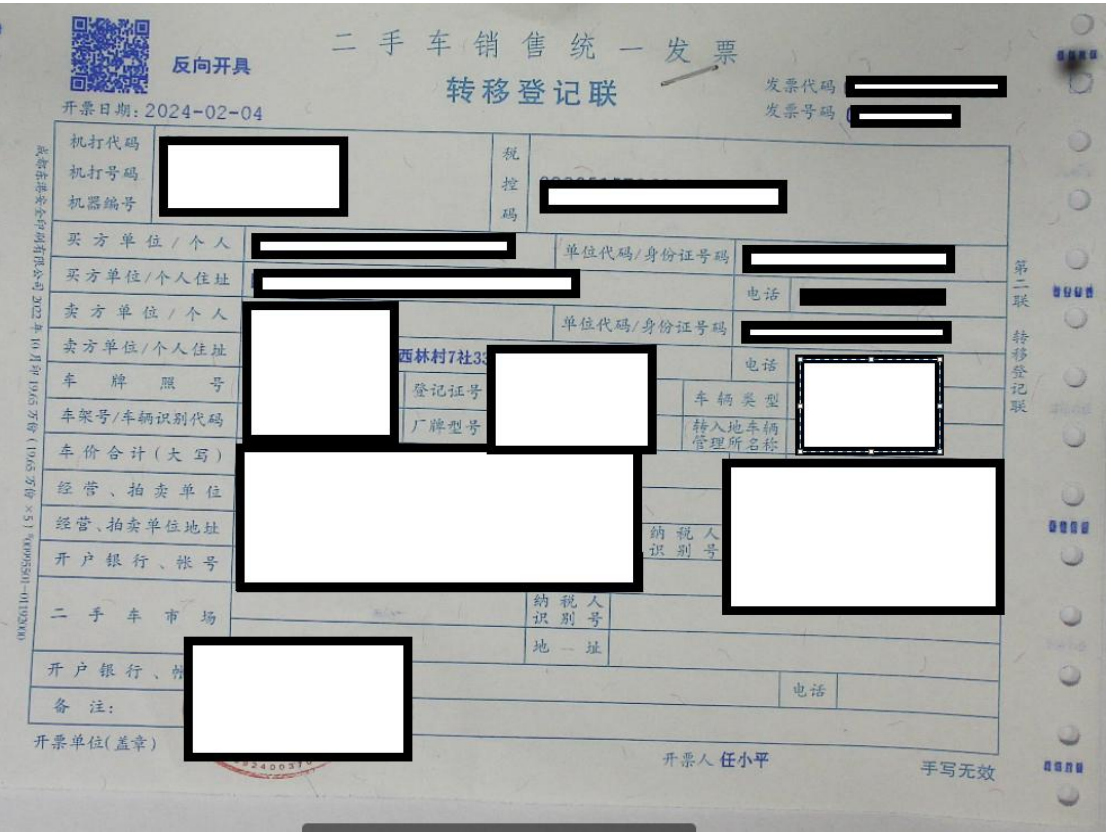 二手车销售统一发票
反向开具
转移登记联
发票代码
开票日期: 2024-02-04
发票号码
机打代码
机打号码
机器编号
税控码
买方单位/个人
单位代码/身份证号码
买方单位/个人住址
电话
卖方单位/个人
单位代码/身份证号码
卖方单位/个人住址
西林村7社33
电话
车牌照号
登记证号
车辆类型
车架号/车辆识别代码
厂牌型号
转入地车辆管理所名称
车价合计(大写)
经营、拍卖单位
经营、拍卖单位地址
纳税人识别号
开户银行、帐号
二手车市场
纳税人识别号
地址
开户银行、帐
电话
备注:
开票单位(盖章)
开票人 任小平
手写无效
第二联 转移登记联